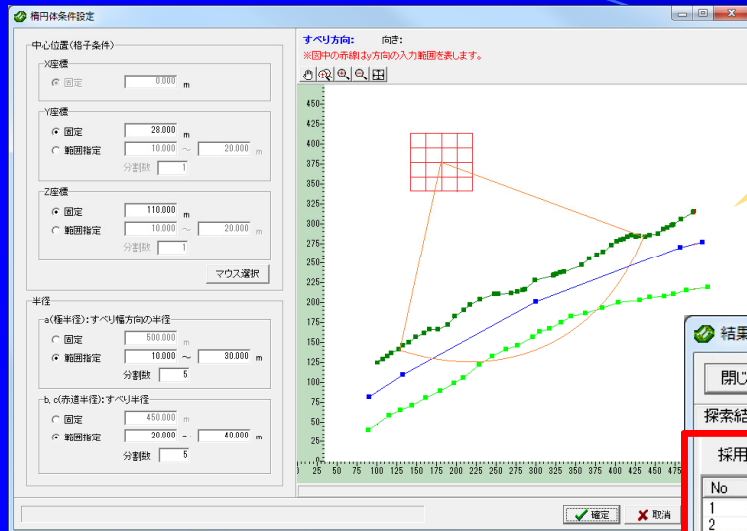 楕円体条件設定
中心位置(格子条件)
X座標
固定 0.000 m
Y座標
固定 28.000 m
範囲指定 10.000 ～ 20.000 m
分割数 1
Z座標
固定 110.000 m
範囲指定 10.000 ～ 20.000 m
分割数 1
マウス選択
半径
a(極半径):すべり幅方向の半径
固定 500.000 m
範囲指定 10.000 ～ 30.000 m
分割数 5
b, c(赤道半径):すべり半径
固定 450.000 m
範囲指定 20.000 - 40.000 m
分割数 5
すべり方向: 向き:
※図中の赤線はy方向の入力範囲を表します。
450
425
400
375
350
325
300
275
250
225
200
175
150
125
100
75
50
25
0
0 25 50 75 100 125 150 175 200 225 250 275 300 325 350 375 400 425 450 475
確定 取消
結果
閉じ
探索結
採用
No
1
2